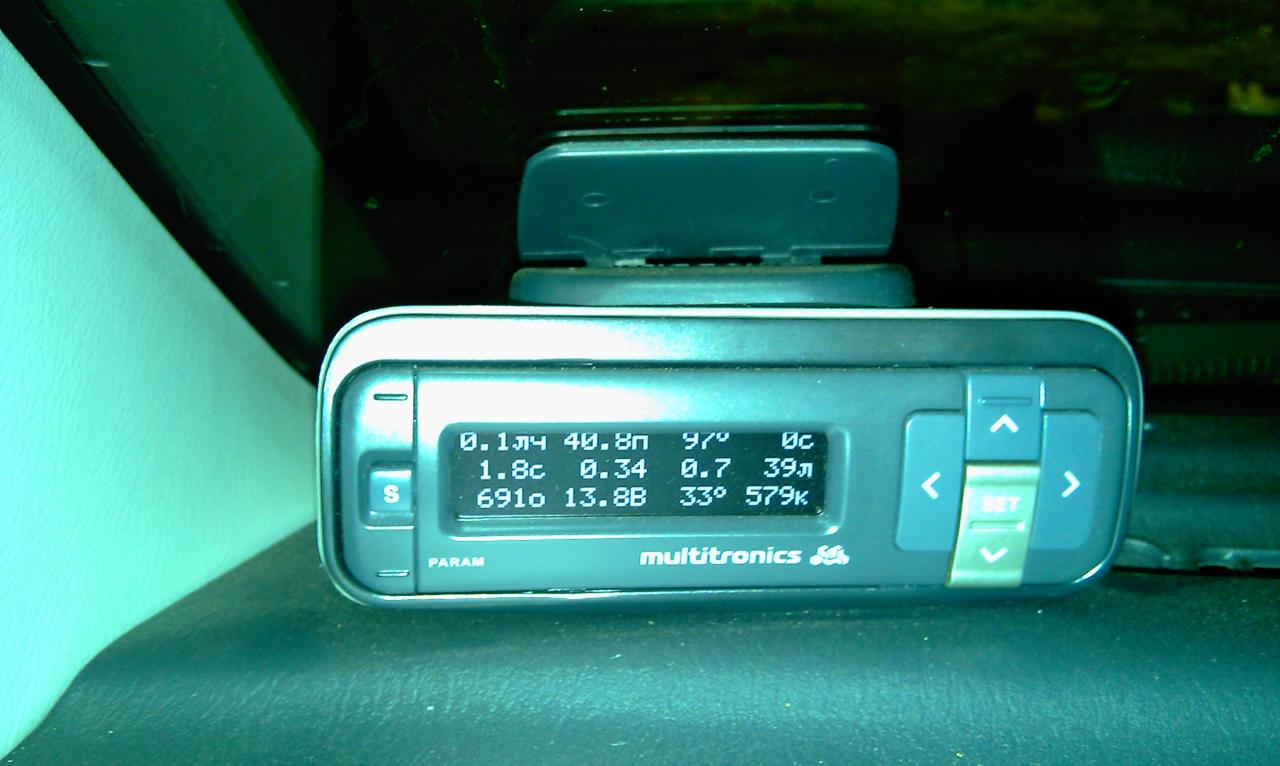 0.1лч 40.8п 97° 0с
1.8с 0.34 0.7 39л
691о 13.8В 33° 579к
S
SET
PARAM
multitronics